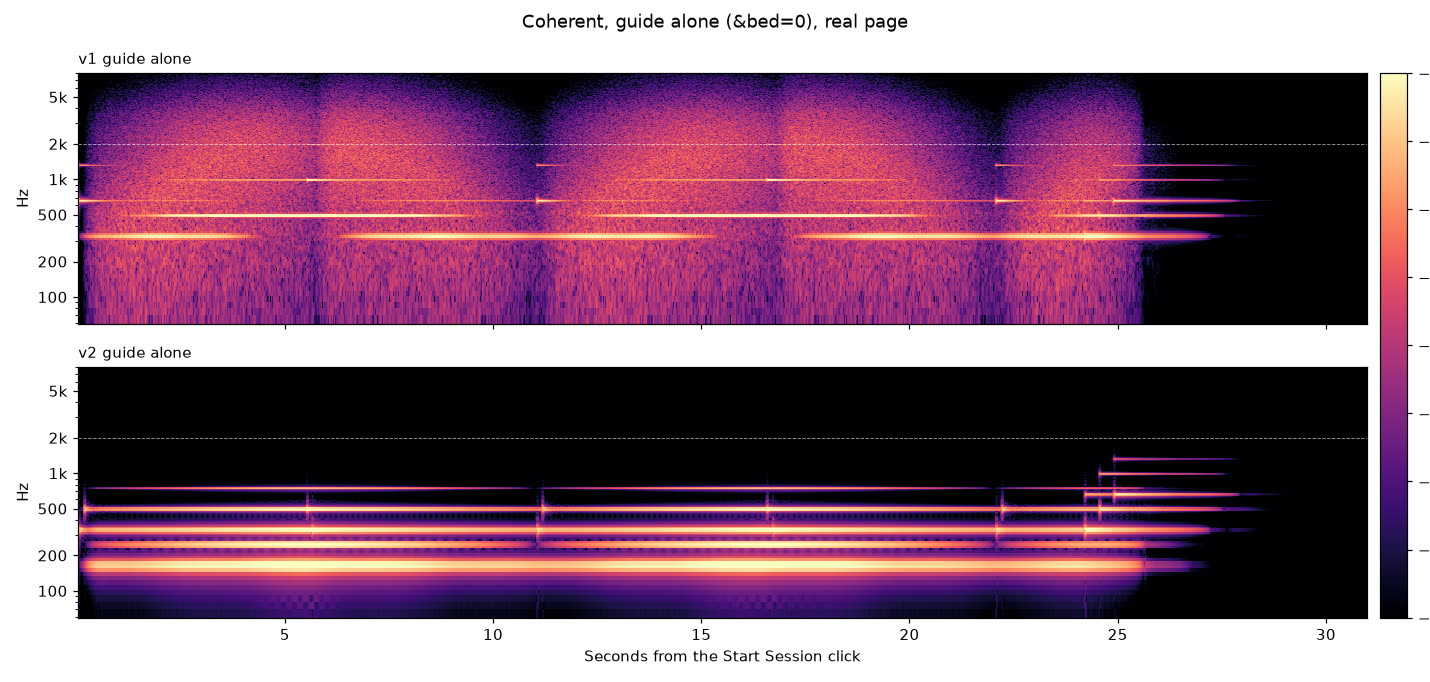 Coherent, guide alone (&bed=0), real page
v1 guide alone
5k
2k
1k
500
200
100
Hz
v2 guide alone
5k
2k
1k
500
200
100
Hz
5 10 15 20 25 30
Seconds from the Start Session click